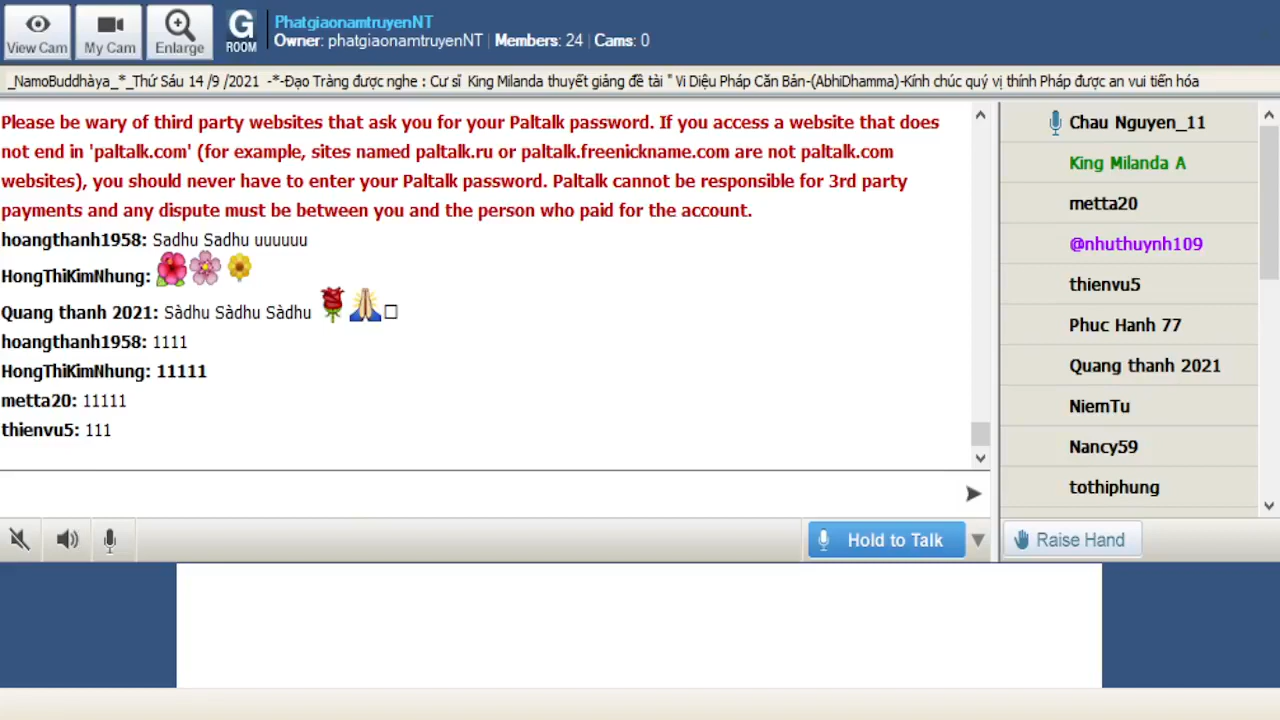 View Cam
My Cam
Enlarge
G
ROOM
PhatgiaonamtruyenNT
Owner: phatgiaonamtruyenNT | Members: 24 | Cams: 0
_NamoBuddhàya_*_Thứ Sáu 14 /9 /2021 -*-Đạo Tràng được nghe : Cư sĩ King Milanda thuyết giảng đề tài " Vi Diệu Pháp Căn Bản-(AbhiDhamma)-Kính chúc quý vị thính Pháp được an vui tiến hóa
Please be wary of third party websites that ask you for your Paltalk password. If you access a website that does
not end in 'paltalk.com' (for example, sites named paltalk.ru or paltalk.freenickname.com are not paltalk.com
websites), you should never have to enter your Paltalk password. Paltalk cannot be responsible for 3rd party
payments and any dispute must be between you and the person who paid for the account.
hoangthanh1958: Sadhu Sadhu uuuuuu
HongThiKimNhung:
Quang thanh 2021: Sàdhu Sàdhu Sàdhu
hoangthanh1958: 1111
HongThiKimNhung: 11111
metta20: 11111
thienvu5: 111
Chau Nguyen_11
King Milanda A
metta20
@nhuthuynh109
thienvu5
Phuc Hanh 77
Quang thanh 2021
NiemTu
Nancy59
tothiphung
Hold to Talk
Raise Hand